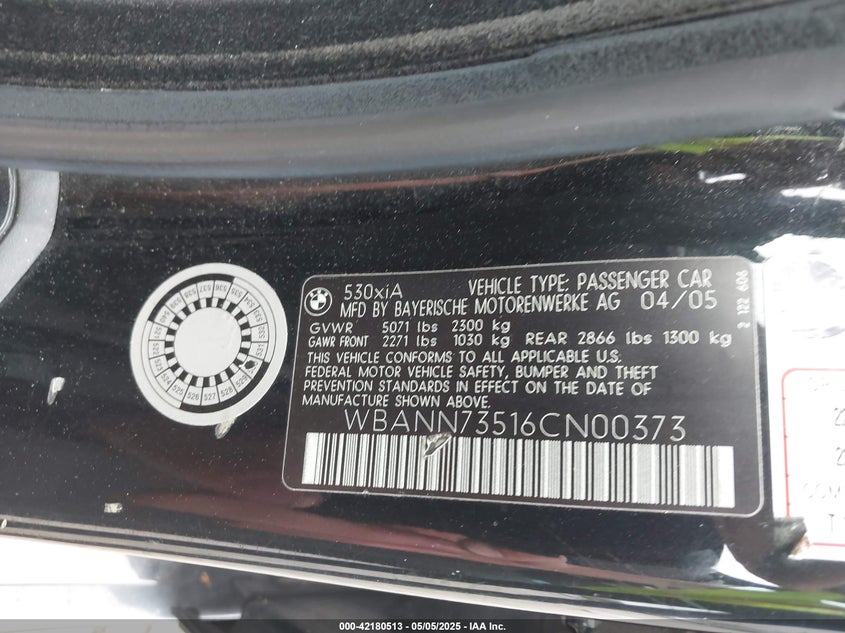 530xiA VEHICLE TYPE: PASSENGER CAR
MFD BY BAYERISCHE MOTORENWERKE AG 04/05
GVWR 5071 lbs 2300 kg
GAWR FRONT 2271 lbs 1030 kg REAR 2866 lbs 1300 kg
THIS VEHICLE CONFORMS TO ALL APPLICABLE U.S.
FEDERAL MOTOR VEHICLE SAFETY, BUMPER AND THEFT
PREVENTION STANDARDS IN EFFECT ON THE DATE OF
MANUFACTURE SHOWN ABOVE.
WBANN73516CN00373
2 122 606
000-42180513 - 05/05/2025 - IAA Inc.